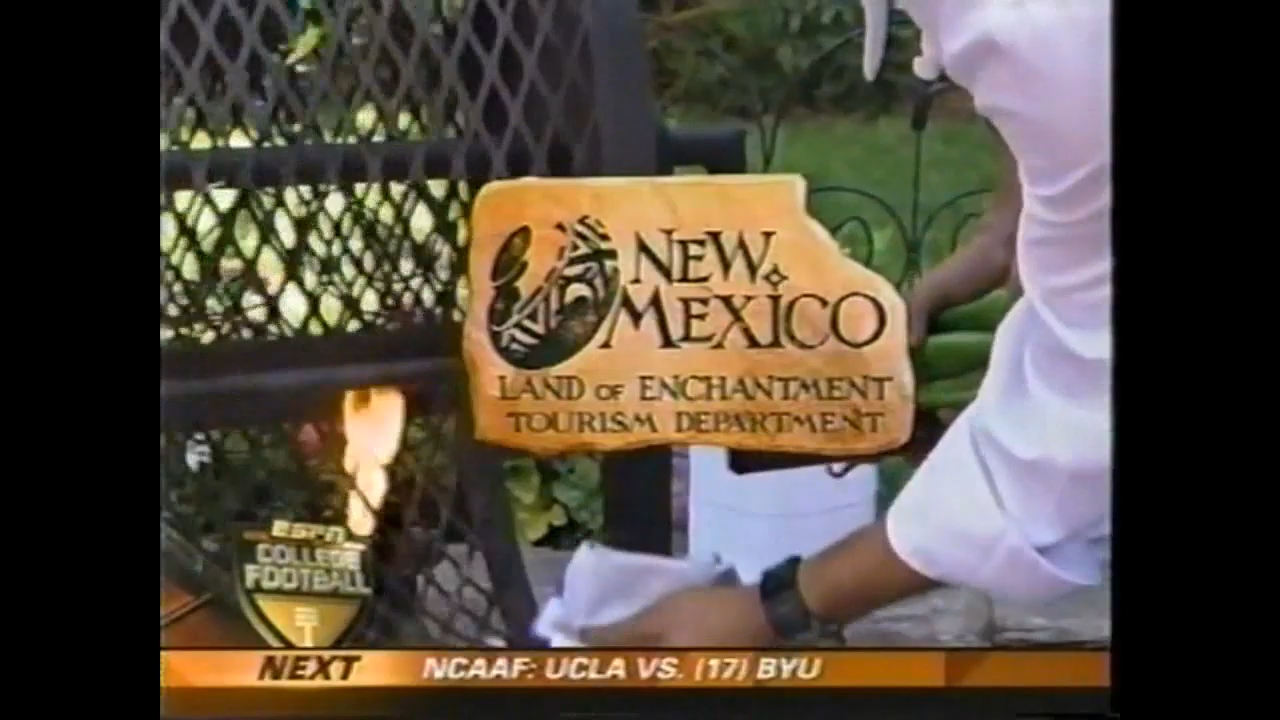 NEW
MEXICO
LAND OF ENCHANTMENT
TOURISM DEPARTMENT
ESPN
COLLEGE
FOOTBALL
NEXT NCAAF: UCLA VS. (17) BYU